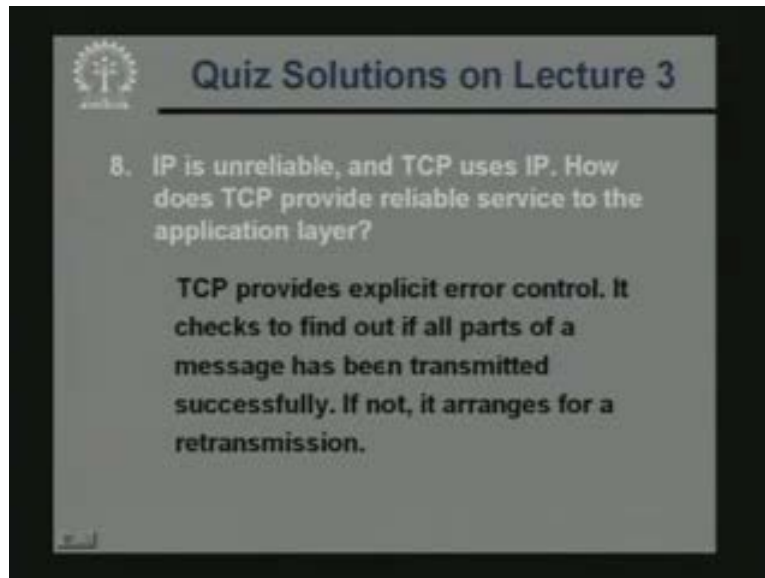 Quiz Solutions on Lecture 3
8. IP is unreliable, and TCP uses IP. How
does TCP provide reliable service to the
application layer?
TCP provides explicit error control. It
checks to find out if all parts of a
message has been transmitted
successfully. If not, it arranges for a
retransmission.